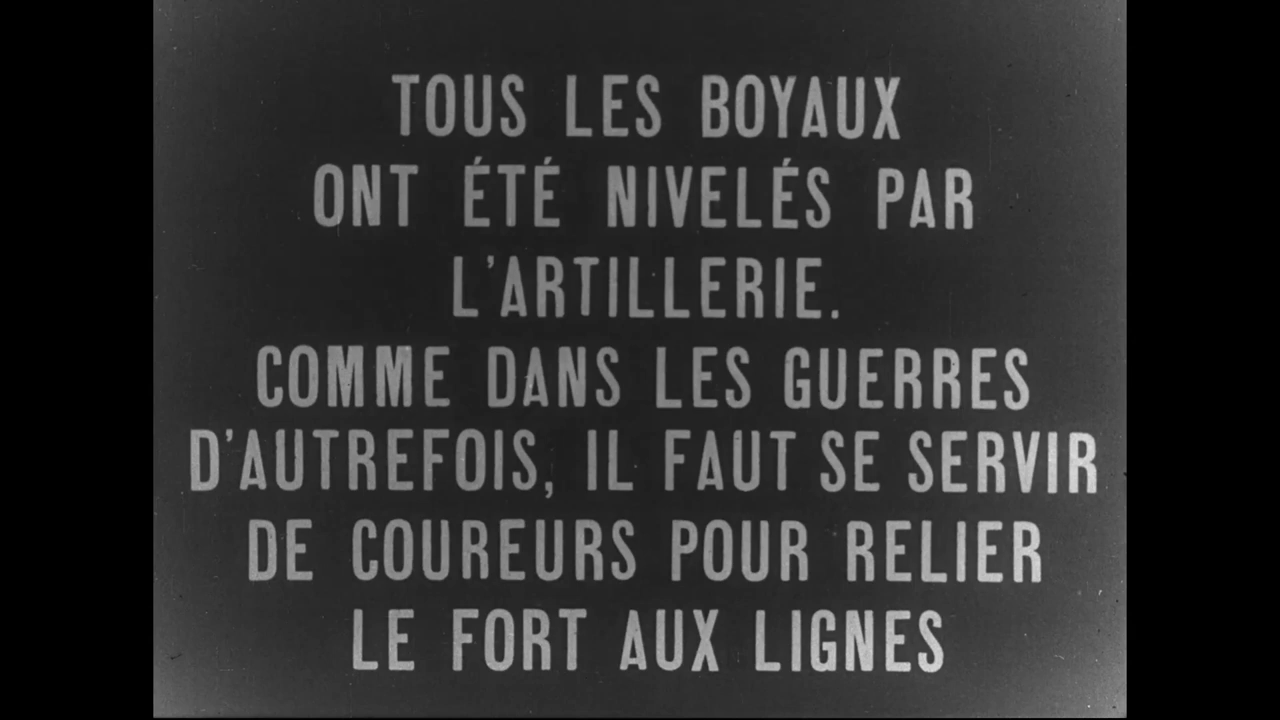 TOUS LES BOYAUX
ONT ÉTÉ NIVELÉS PAR
L'ARTILLERIE.
COMME DANS LES GUERRES
D'AUTREFOIS, IL FAUT SE SERVIR
DE COUREURS POUR RELIER
LE FORT AUX LIGNES